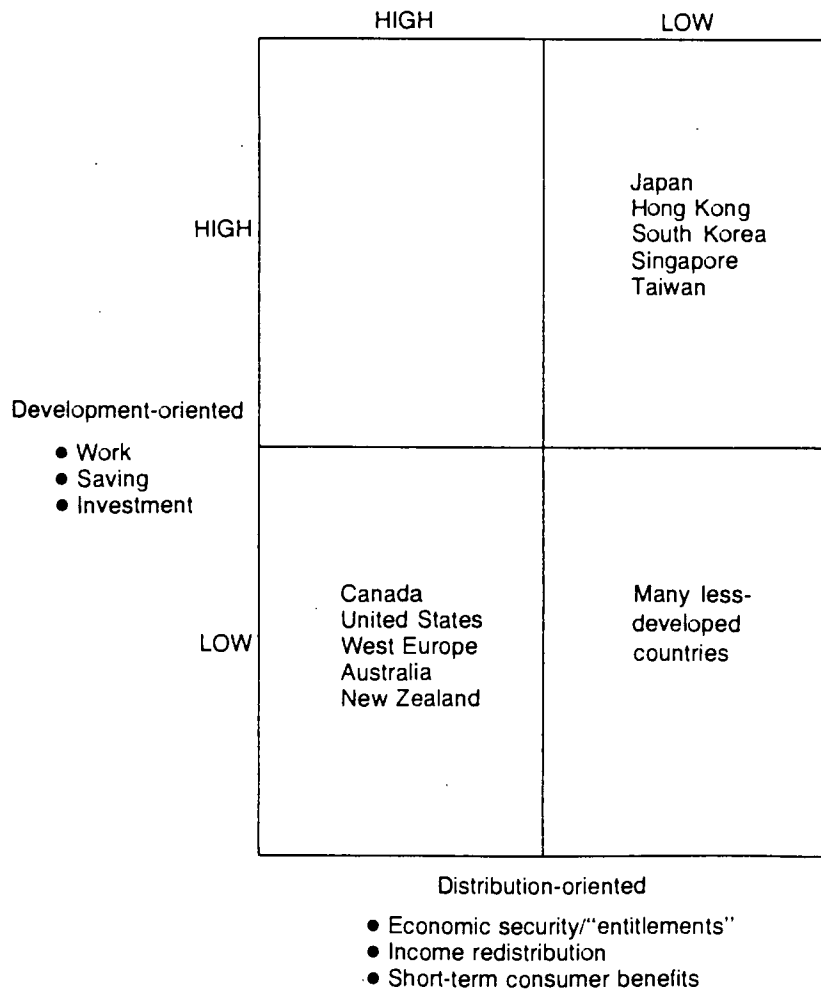 HIGH LOW
HIGH
Japan
Hong Kong
South Korea
Singapore
Taiwan
Development-oriented
● Work
● Saving
● Investment
LOW
Canada
United States
West Europe
Australia
New Zealand
Many less-
developed
countries
Distribution-oriented
● Economic security/“entitlements”
● Income redistribution
● Short-term consumer benefits